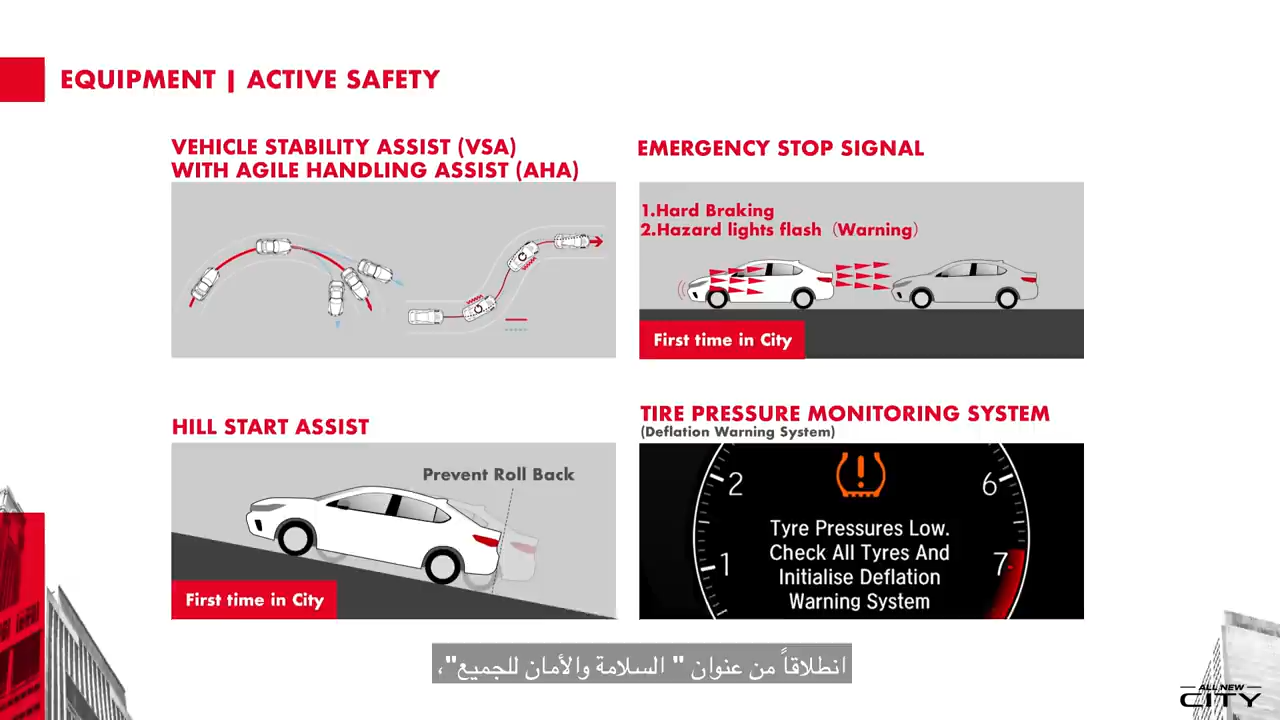 EQUIPMENT | ACTIVE SAFETY
VEHICLE STABILITY ASSIST (VSA)
WITH AGILE HANDLING ASSIST (AHA)
EMERGENCY STOP SIGNAL
1.Hard Braking
2.Hazard lights flash (Warning)
First time in City
HILL START ASSIST
Prevent Roll Back
First time in City
TIRE PRESSURE MONITORING SYSTEM
(Deflation Warning System)
2
6
1
7
Tyre Pressures Low.
Check All Tyres And
Initialise Deflation
Warning System
انطلاقاً من عنوان " السلامة والأمان للجميع"،
ALL NEW
CITY